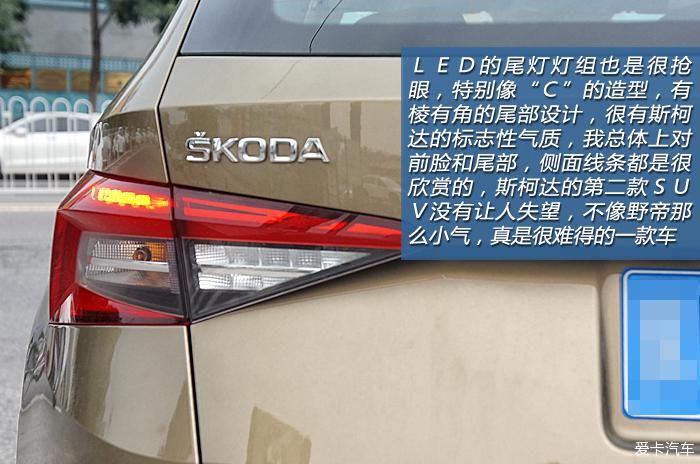 ＬＥＤ的尾灯灯组也是很抢
眼，特别像“Ｃ”的造型，有
棱有角的尾部设计，很有斯柯
达的标志性气质，我总体上对
前脸和尾部，侧面线条都是很
欣赏的，斯柯达的第二款ＳＵ
Ｖ没有让人失望，不像野帝那
么小气，真是很难得的一款车
ŠKODA
爱卡汽车